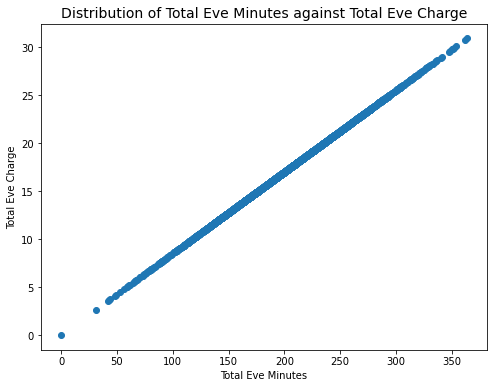 Distribution of Total Eve Minutes against Total Eve Charge
30
25
20
15
10
5
0
Total Eve Charge
0 50 100 150 200 250 300 350
Total Eve Minutes